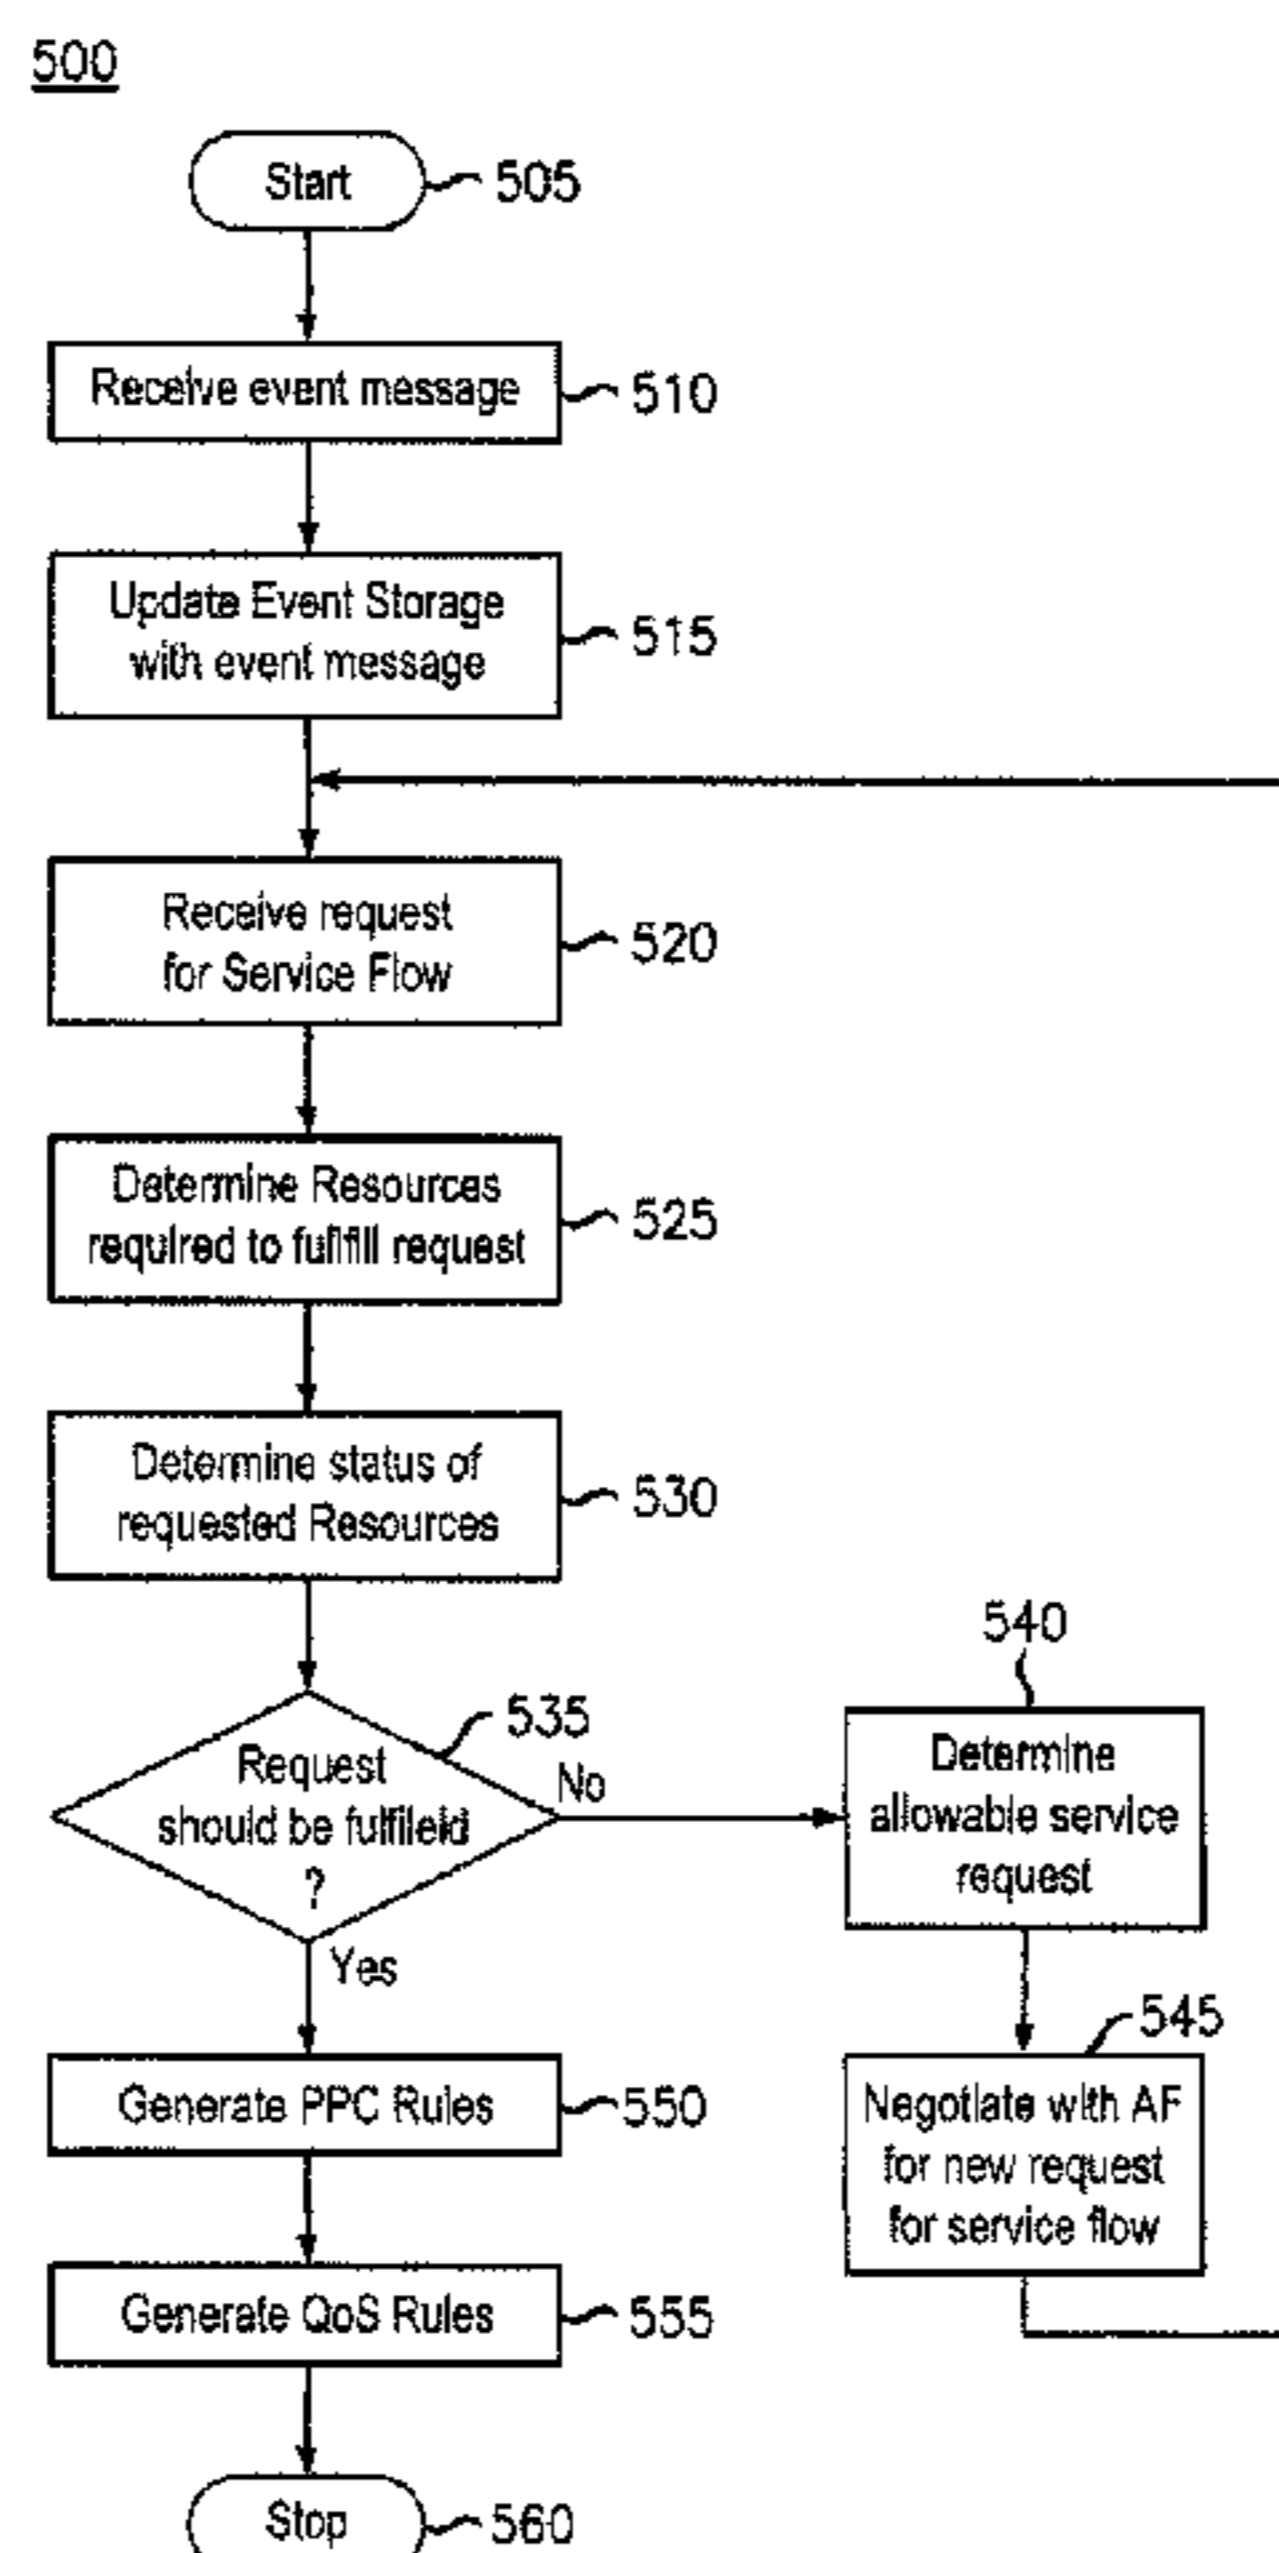 500
Start
505
Receive event message
510
Update Event Storage
with event message
515
Receive request
for Service Flow
520
Determine Resources
required to fulfill request
525
Determine status of
requested Resources
530
Request
should be fulfileid
?
535
No
Yes
540
Determine
allowable service
request
545
Negotiate with AF
for new request
for service flow
Generate PPC Rules
550
Generate QoS Rules
555
Stop
560